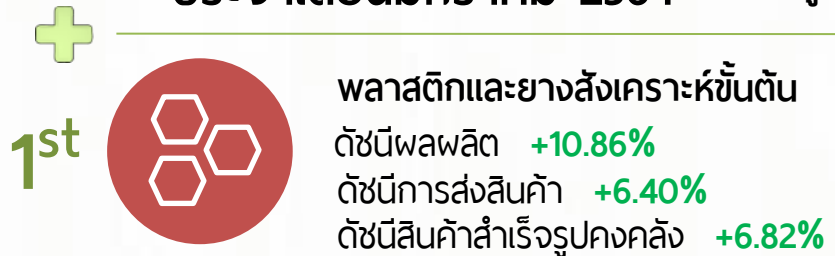 1st
พลาสติกและยางสังเคราะห์ขั้นต้น
ดัชนีผลผลิต +10.86%
ดัชนีการส่งสินค้า +6.40%
ดัชนีสินค้าสำเร็จรูปคงคลัง +6.82%